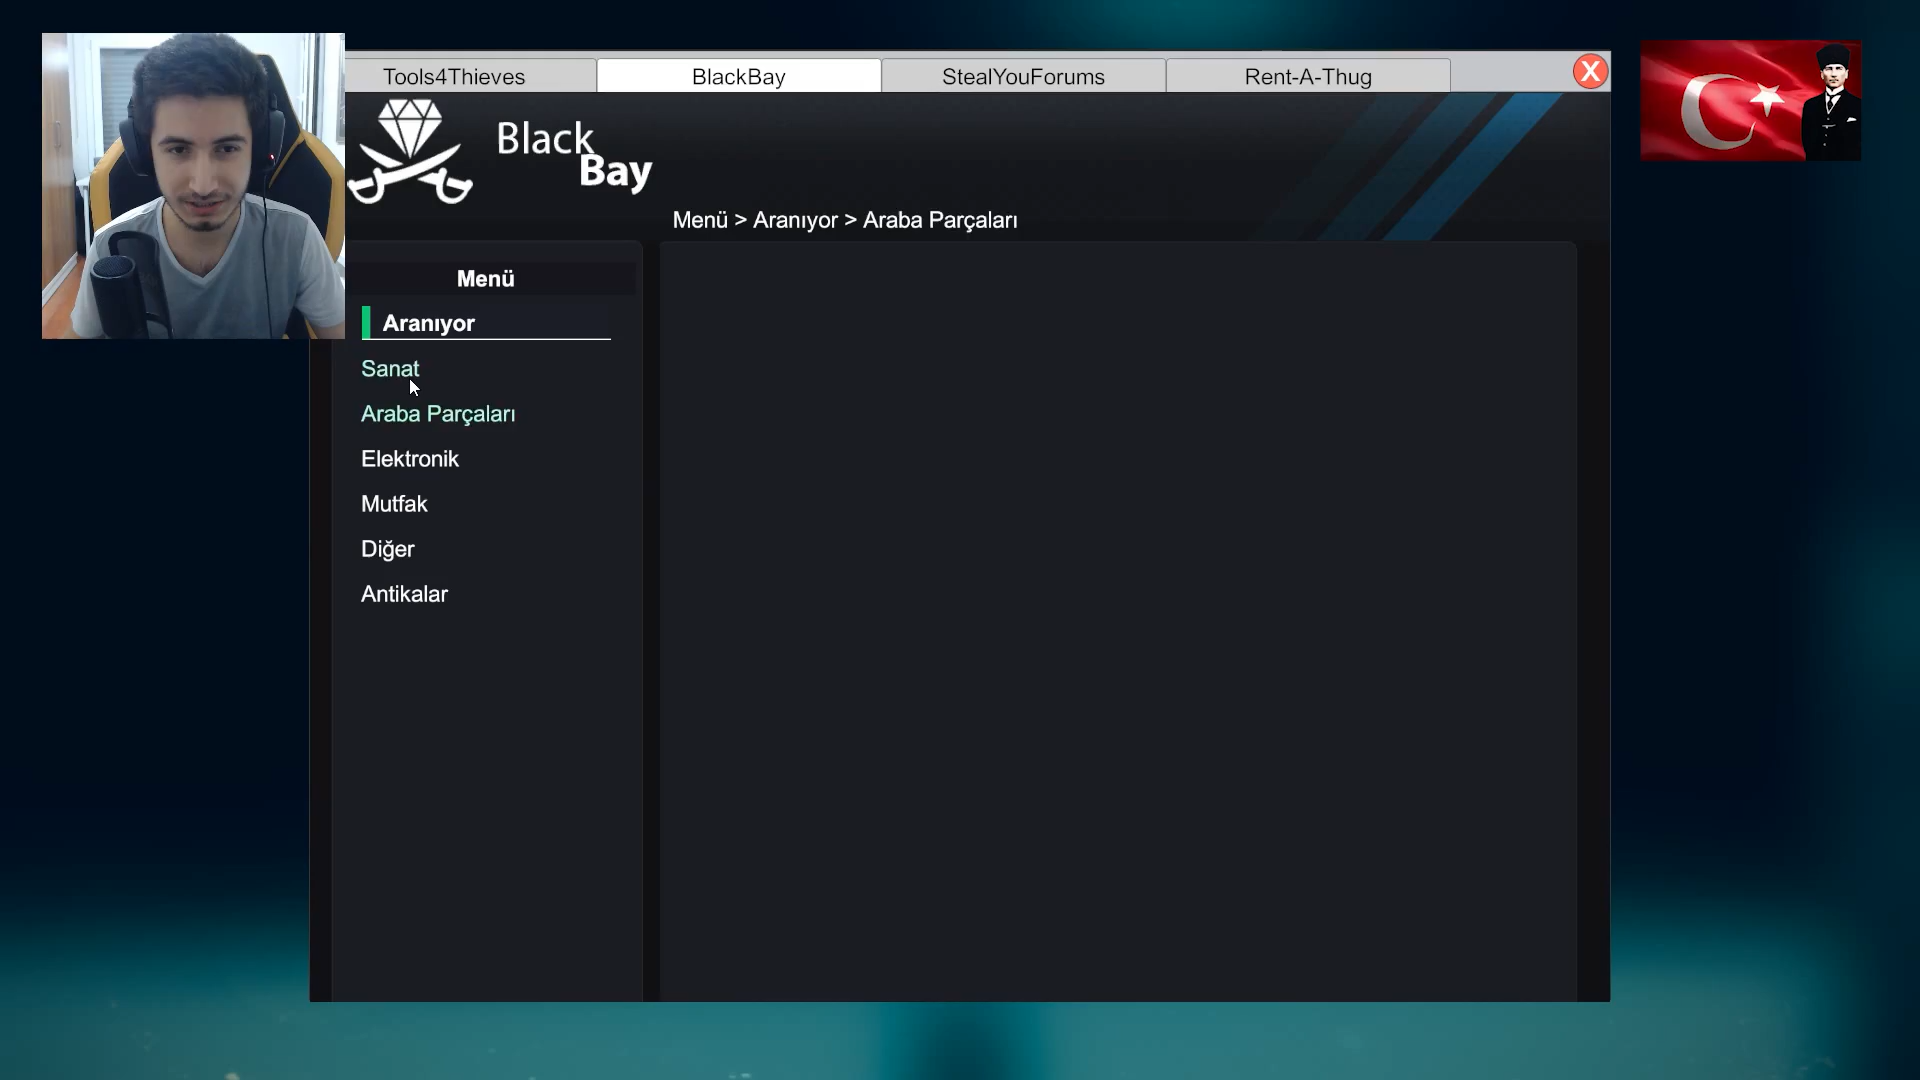 Tools4Thieves
BlackBay
StealYouForums
Rent-A-Thug
X
Black
Bay
Menü > Aranıyor > Araba Parçaları
Menü
Aranıyor
Sanat
Araba Parçaları
Elektronik
Mutfak
Diğer
Antikalar